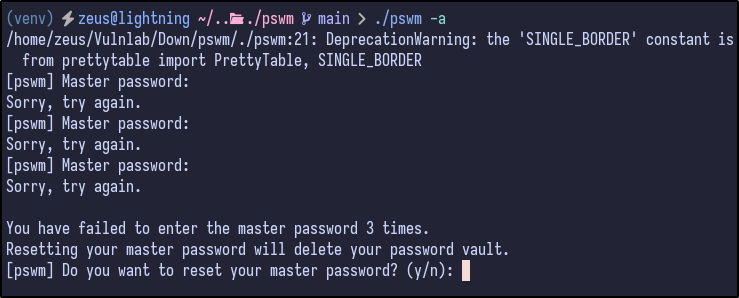 (venv) zeus@lightning ~/../pswm main > ./pswm -a
/home/zeus/Vulnlab/Down/pswm/./pswm:21: DeprecationWarning: the 'SINGLE_BORDER' constant is
  from prettytable import PrettyTable, SINGLE_BORDER
[pswm] Master password:
Sorry, try again.
[pswm] Master password:
Sorry, try again.
[pswm] Master password:
Sorry, try again.

You have failed to enter the master password 3 times.
Resetting your master password will delete your password vault.
[pswm] Do you want to reset your master password? (y/n):